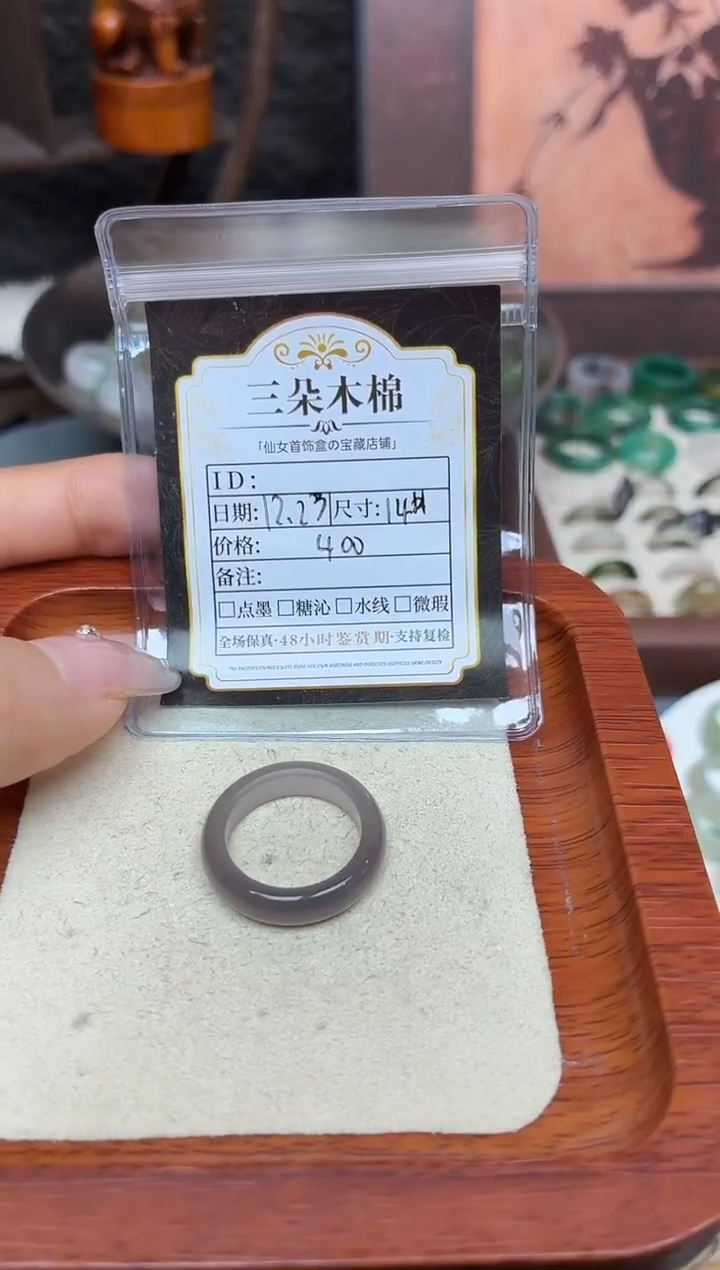 三朵木棉
「仙女首饰盒の宝藏店铺」
ID:
日期: 12.23 尺寸: 14#
价格: 400
备注:
□点墨 □糖沁 □水线 □微瑕
全场保真·48小时鉴赏期·支持复检